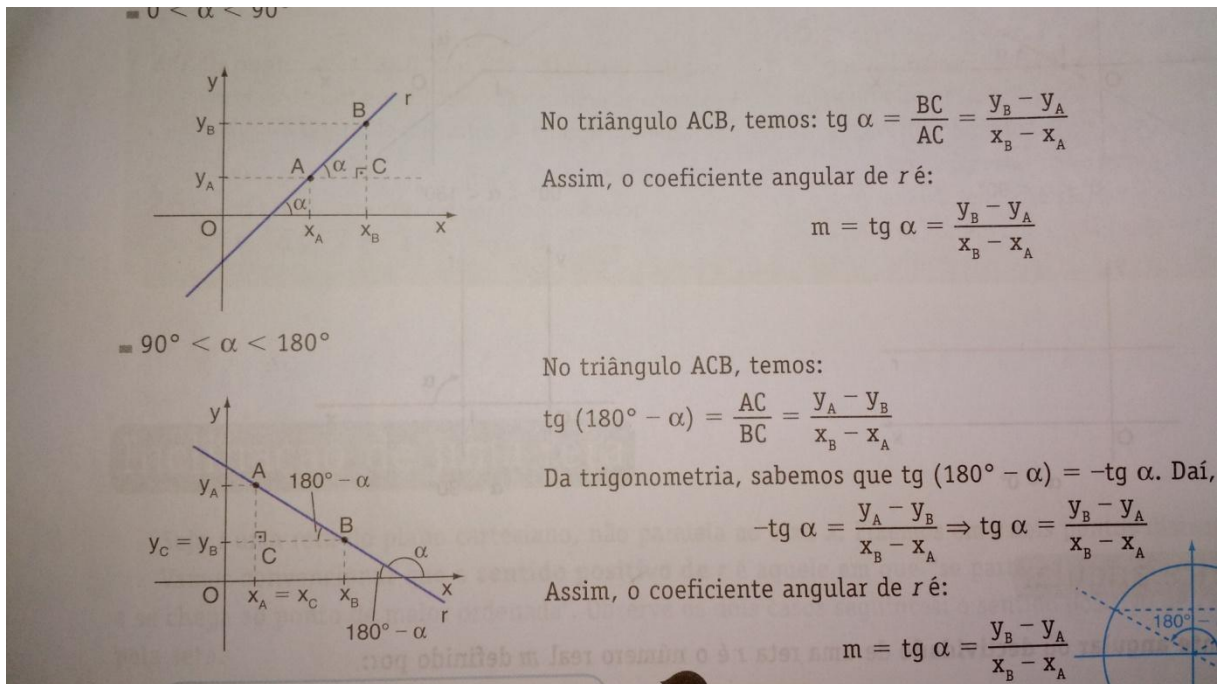 0 < α < 90°
y
r
B
y_B
A
α
C
y_A
α
O
x_A
x_B
x
No triângulo ACB, temos: tg α = BC/AC = (y_B − y_A)/(x_B − x_A)
Assim, o coeficiente angular de r é:
m = tg α = (y_B − y_A)/(x_B − x_A)
90° < α < 180°
y
A
180° − α
y_A
B
y_C = y_B
C
α
O
x_A = x_C
x_B
x
r
180° − α
No triângulo ACB, temos:
tg (180° − α) = AC/BC = (y_A − y_B)/(x_B − x_A)
Da trigonometria, sabemos que tg (180° − α) = −tg α. Daí,
−tg α = (y_A − y_B)/(x_B − x_A) ⇒ tg α = (y_B − y_A)/(x_B − x_A)
Assim, o coeficiente angular de r é:
m = tg α = (y_B − y_A)/(x_B − x_A)
180° −